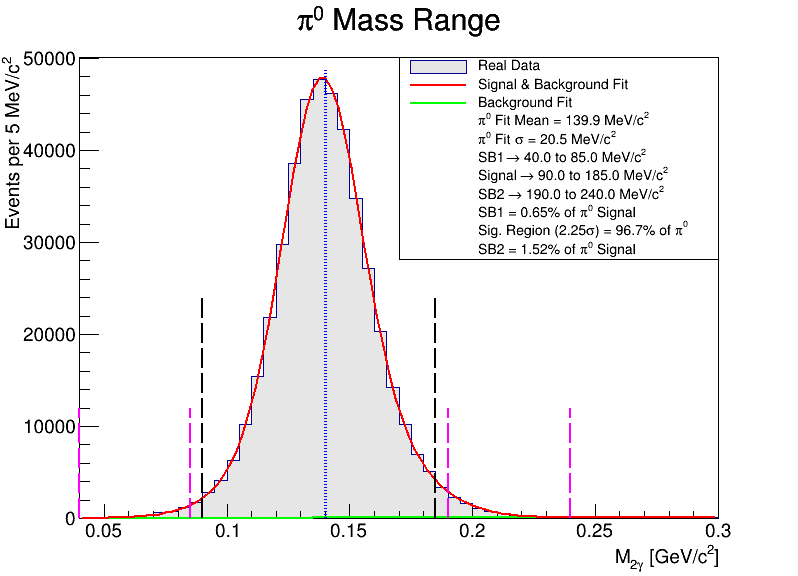 π⁰ Mass Range
Events per 5 MeV/c²
50000
40000
30000
20000
10000
0
Real Data
Signal & Background Fit
Background Fit
π⁰ Fit Mean = 139.9 MeV/c²
π⁰ Fit σ = 20.5 MeV/c²
SB1 → 40.0 to 85.0 MeV/c²
Signal → 90.0 to 185.0 MeV/c²
SB2 → 190.0 to 240.0 MeV/c²
SB1 = 0.65% of π⁰ Signal
Sig. Region (2.25σ) = 96.7% of π⁰
SB2 = 1.52% of π⁰ Signal
0.05 0.1 0.15 0.2 0.25 0.3
M₂ᵧ [GeV/c²]